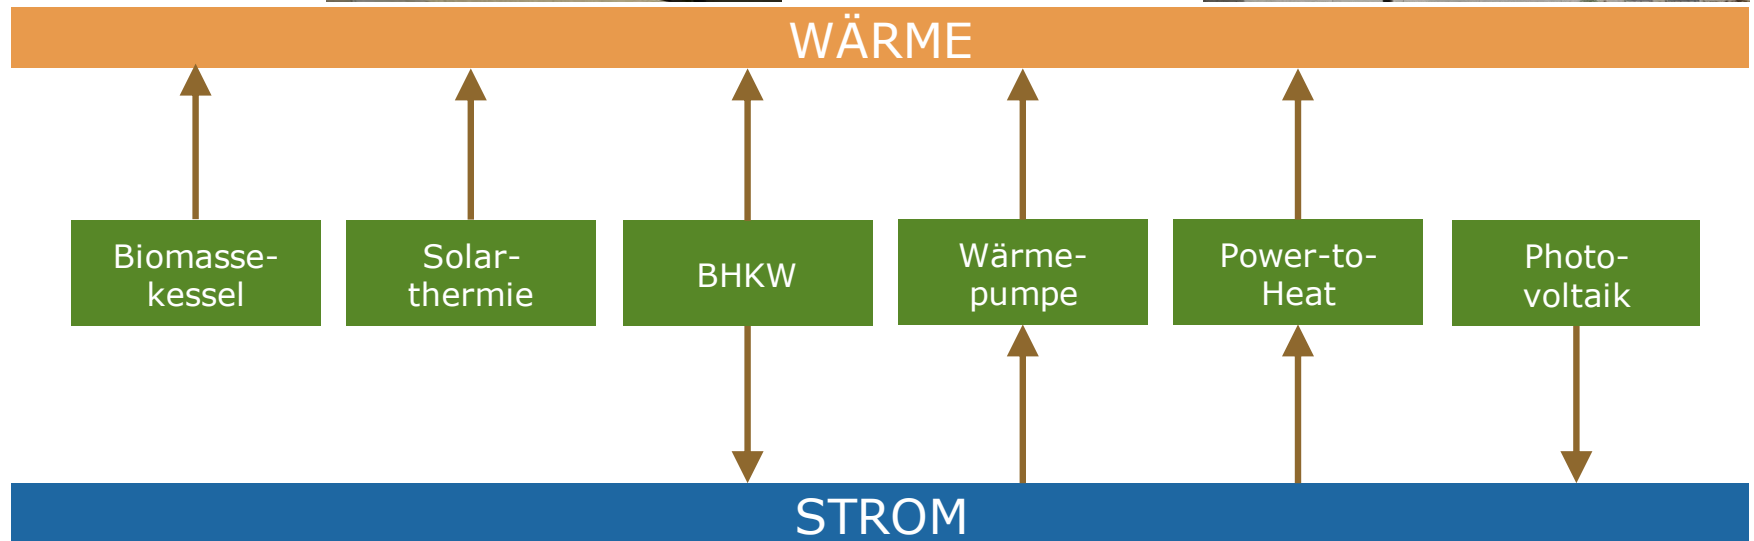 WÄRME
Biomasse-
kessel
Solar-
thermie
BHKW
Wärme-
pumpe
Power-to-
Heat
Photo-
voltaik
STROM